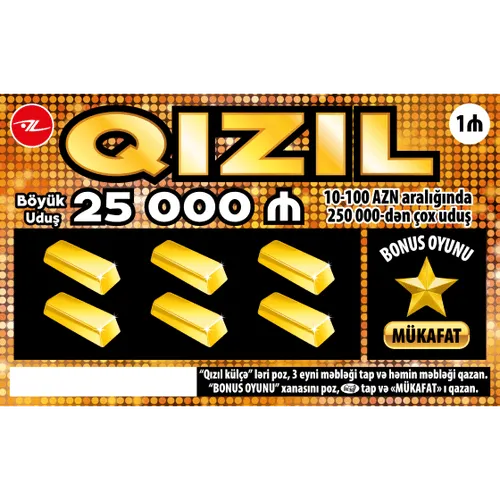 QIZIL
1₼
Böyük
Uduş
25 000 ₼
10-100 AZN aralığında
250 000-dən çox uduş
BONUS OYUNU
MÜKAFAT
“Qızıl külçə” ləri poz, 3 eyni məbləği tap və həmin məbləği qazan.
“BONUS OYUNU” xanasını poz, tap və «MÜKAFAT» ı qazan.